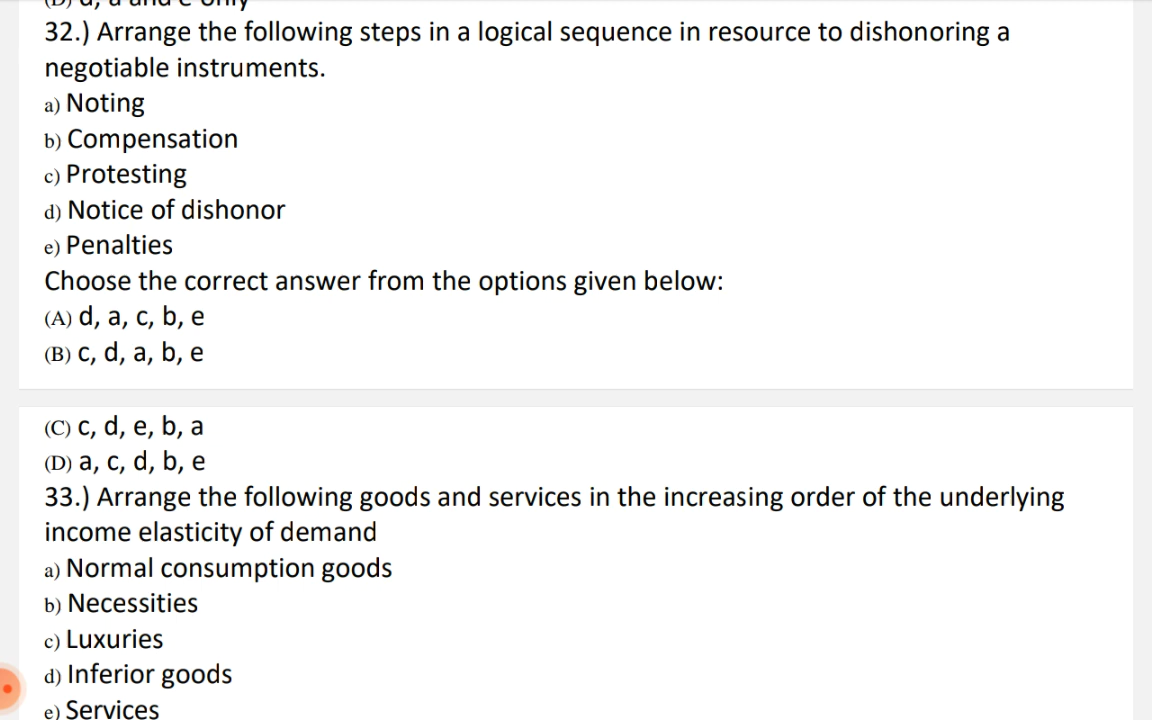 (D) d, a and e only
32.) Arrange the following steps in a logical sequence in resource to dishonoring a
negotiable instruments.
a) Noting
b) Compensation
c) Protesting
d) Notice of dishonor
e) Penalties
Choose the correct answer from the options given below:
(A) d, a, c, b, e
(B) c, d, a, b, e
(C) c, d, e, b, a
(D) a, c, d, b, e
33.) Arrange the following goods and services in the increasing order of the underlying
income elasticity of demand
a) Normal consumption goods
b) Necessities
c) Luxuries
d) Inferior goods
e) Services